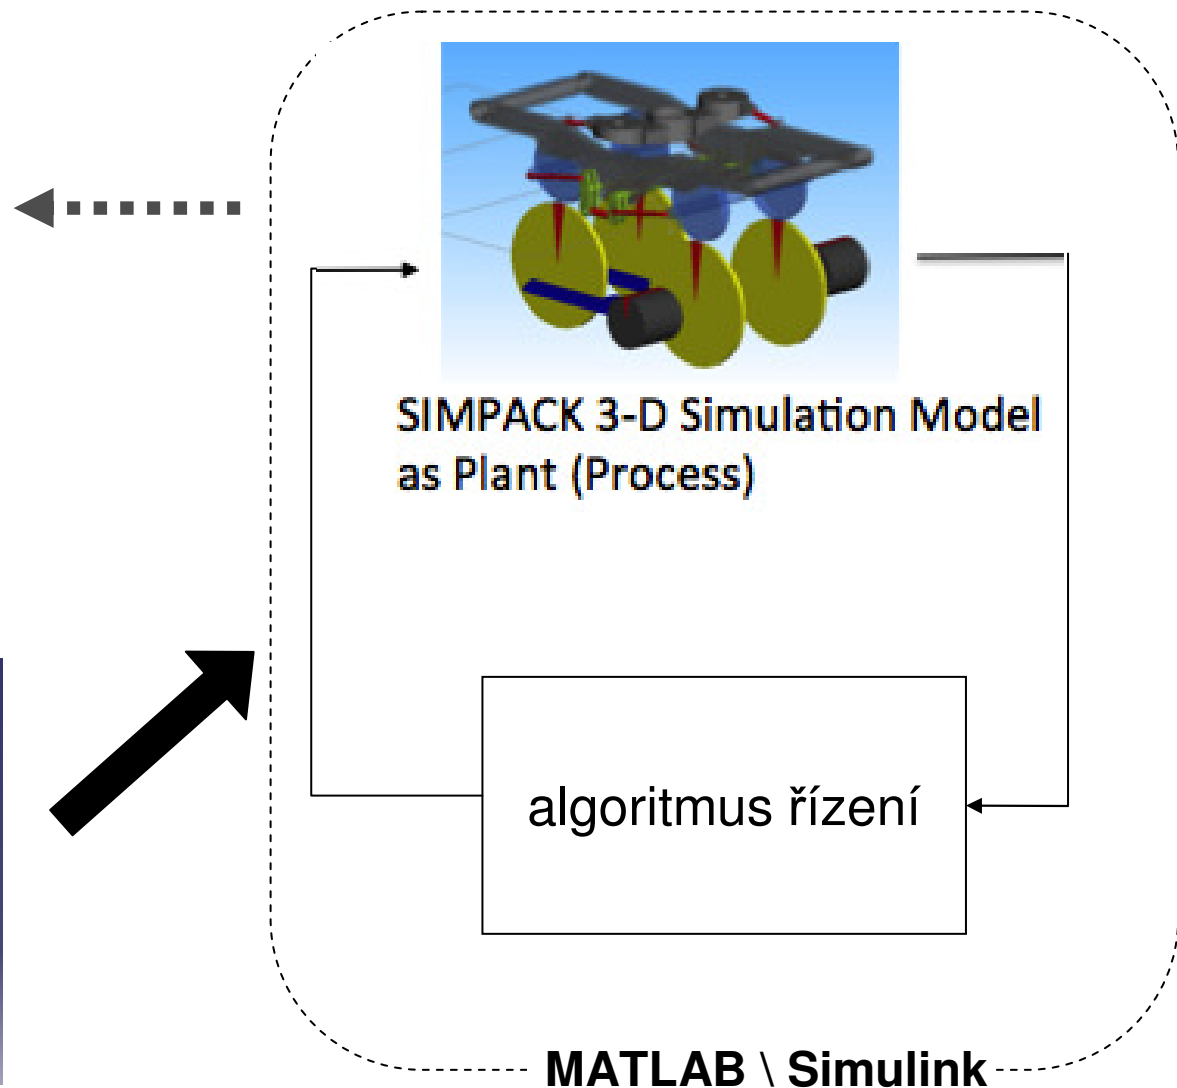 SIMPACK 3-D Simulation Model
as Plant (Process)
algoritmus řízení
MATLAB \ Simulink